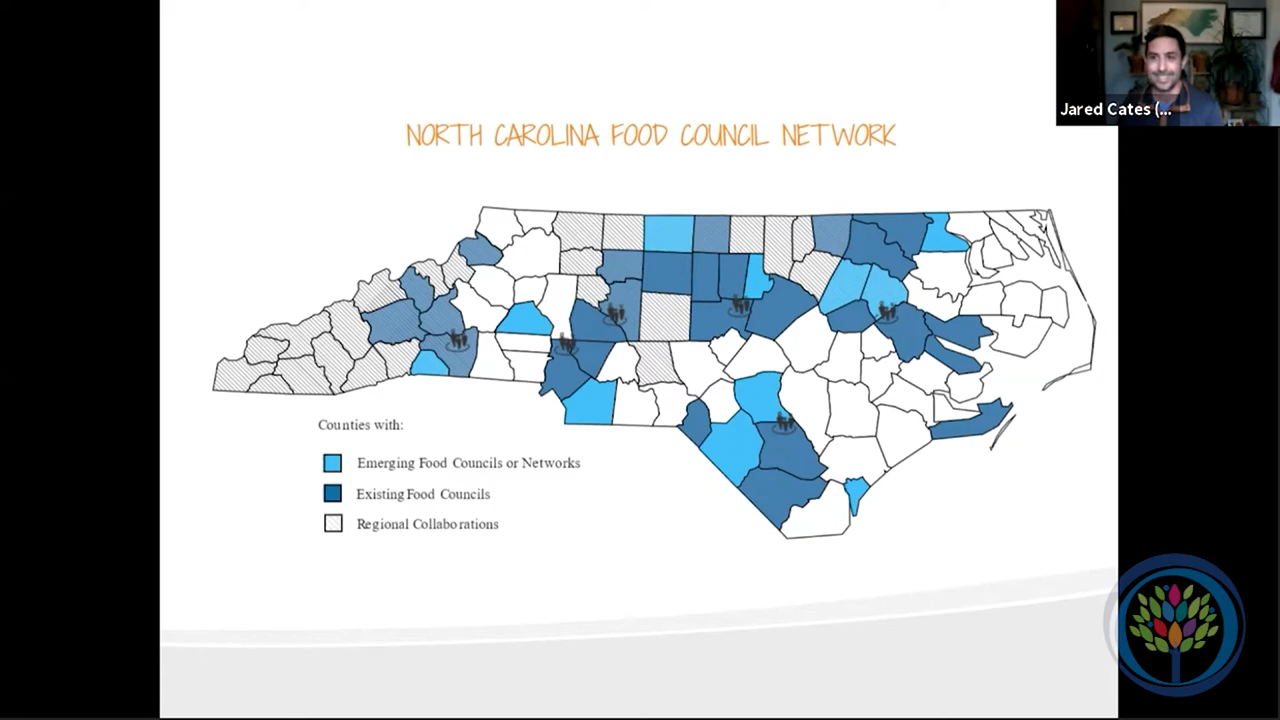 Jared Cates (...
NORTH CAROLINA FOOD COUNCIL NETWORK
Counties with:
Emerging Food Councils or Networks
Existing Food Councils
Regional Collaborations